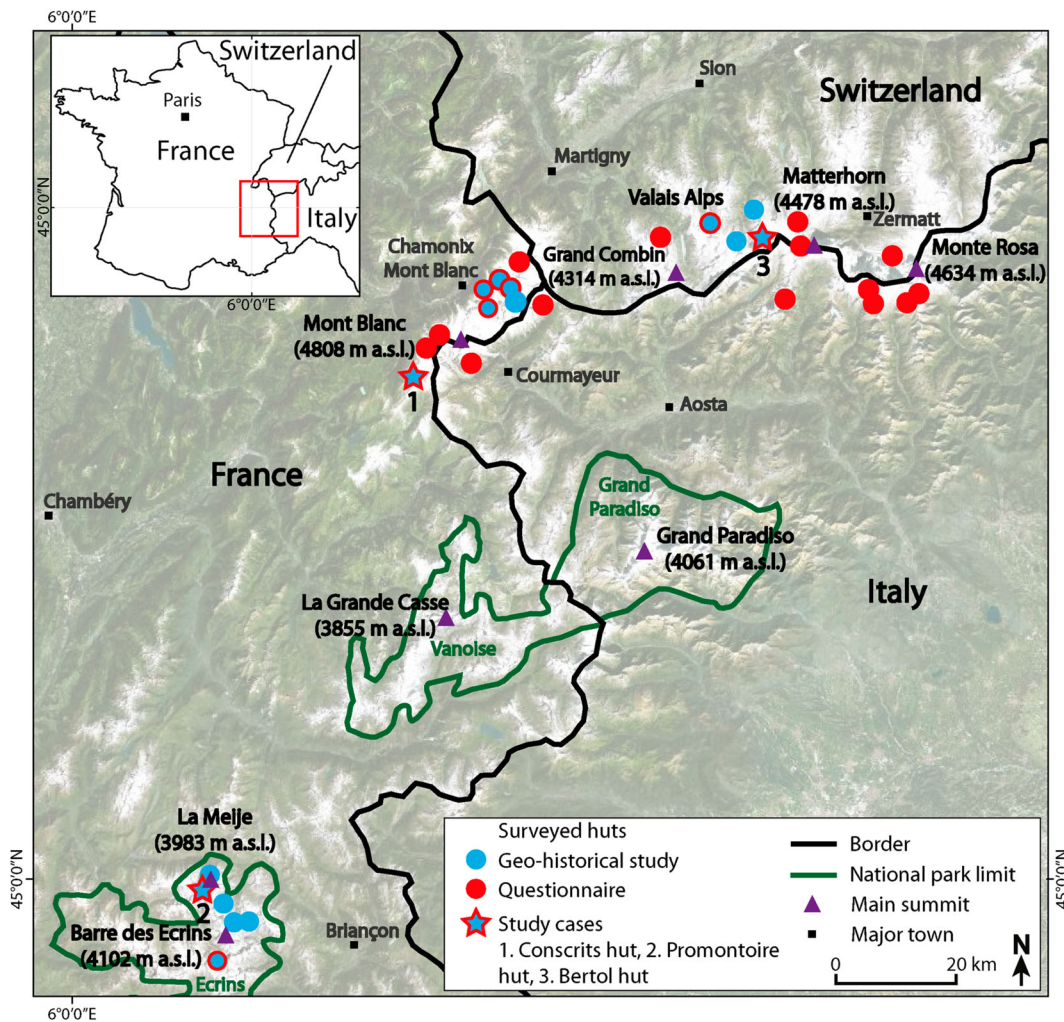 6°0'0"E
Switzerland
Paris
France
Italy
45°0'0"N
6°0'0"E
Sion
Switzerland
Martigny
Matterhorn
(4478 m a.s.l.)
Valais Alps
Zermatt
Chamonix
Mont Blanc
Grand Combin
(4314 m a.s.l.)
3
Monte Rosa
(4634 m a.s.l.)
Mont Blanc
(4808 m a.s.l.)
1
Courmayeur
Aosta
France
Chambéry
Grand
Paradiso
Grand Paradiso
(4061 m a.s.l.)
Italy
La Grande Casse
(3855 m a.s.l.)
Vanoise
La Meije
(3983 m a.s.l.)
2
Barre des Ecrins
(4102 m a.s.l.)
Ecrins
Briançon
45°0'0"N
45°0'0"N
Surveyed huts
Geo-historical study
Questionnaire
Study cases
1. Conscrits hut, 2. Promontoire
hut, 3. Bertol hut
Border
National park limit
Main summit
Major town
0 20 km
N
6°0'0"E